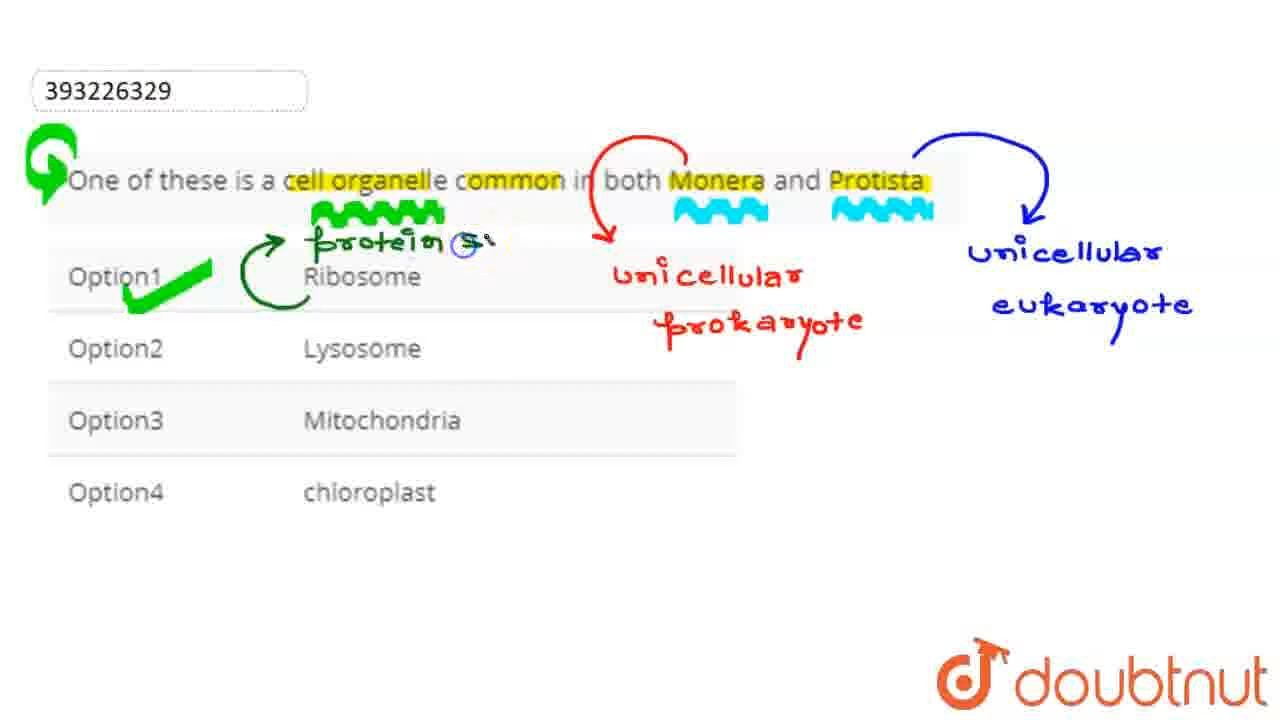 393226329
One of these is a cell organelle common in both Monera and Protista
protein s
Option1 Ribosome
unicellular
prokaryote
unicellular
eukaryote
Option2 Lysosome
Option3 Mitochondria
Option4 chloroplast
doubtnut